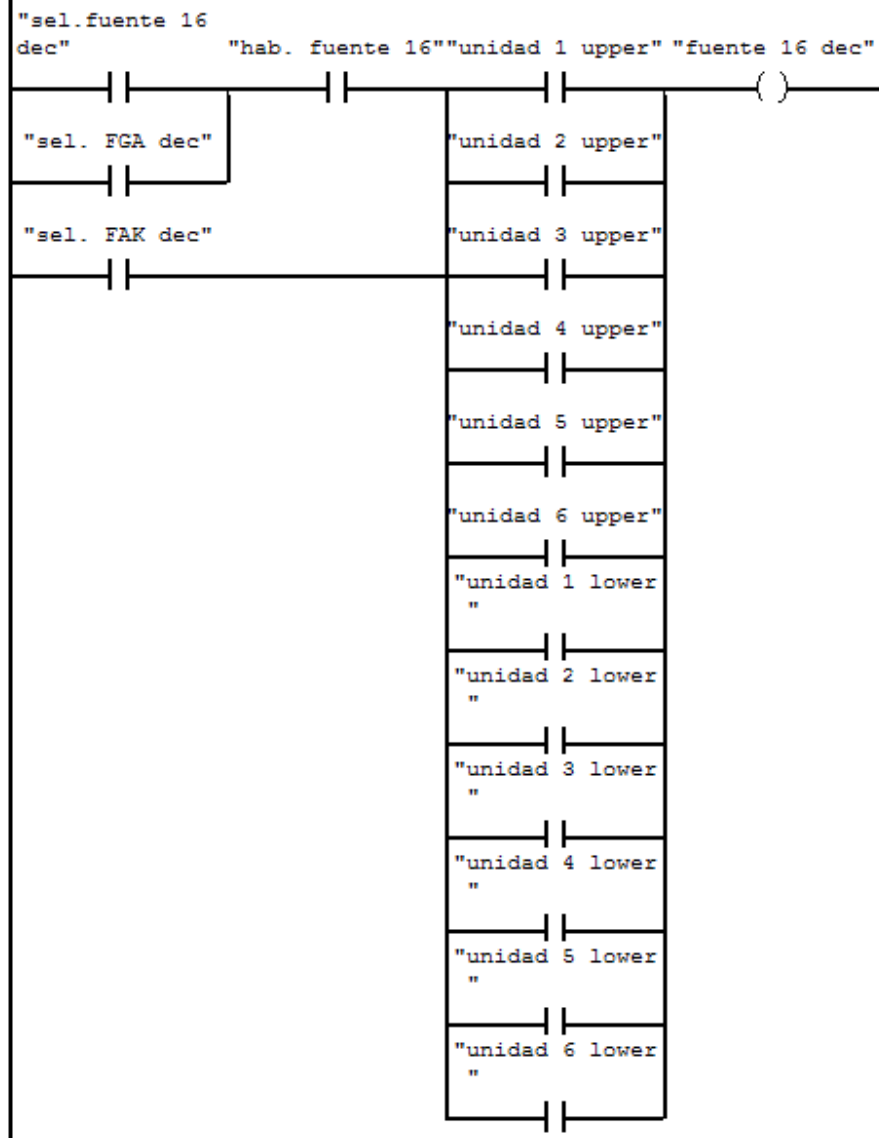 "sel.fuente 16
dec"
"hab. fuente 16" "unidad 1 upper" "fuente 16 dec"
"sel. FGA dec"
"unidad 2 upper"
"sel. FAK dec"
"unidad 3 upper"
"unidad 4 upper"
"unidad 5 upper"
"unidad 6 upper"
"unidad 1 lower
"
"unidad 2 lower
"
"unidad 3 lower
"
"unidad 4 lower
"
"unidad 5 lower
"
"unidad 6 lower
"